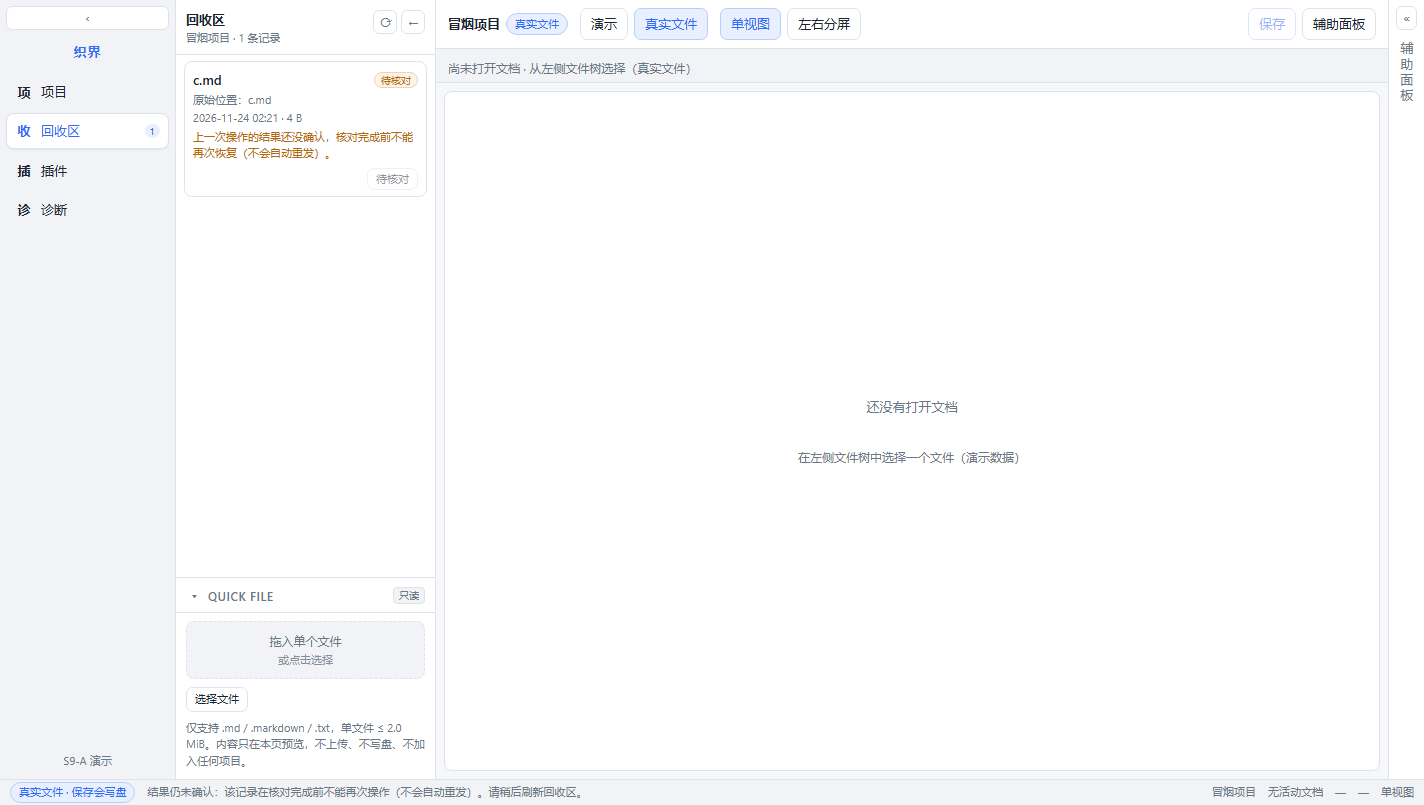 ‹
织界
项 项目
收 回收区 1
插 插件
诊 诊断
S9-A 演示
回收区
冒烟项目 · 1 条记录
⟳ ←
c.md 待核对
原始位置：c.md
2026-11-24 02:21 · 4 B
上一次操作的结果还没确认，核对完成前不能
再次恢复（不会自动重发）。
待核对
▾ QUICK FILE 只读
拖入单个文件
或点击选择
选择文件
仅支持 .md / .markdown / .txt，单文件 ≤ 2.0
MiB。内容只在本页预览，不上传、不写盘、不加
入任何项目。
冒烟项目 真实文件 演示 真实文件 单视图 左右分屏 保存 辅助面板
尚未打开文档 · 从左侧文件树选择（真实文件）
还没有打开文档
在左侧文件树中选择一个文件（演示数据）
«
辅
助
面
板
真实文件 · 保存会写盘 结果仍未确认：该记录在核对完成前不能再次操作（不会自动重发）。请稍后刷新回收区。 冒烟项目 无活动文档 — — 单视图